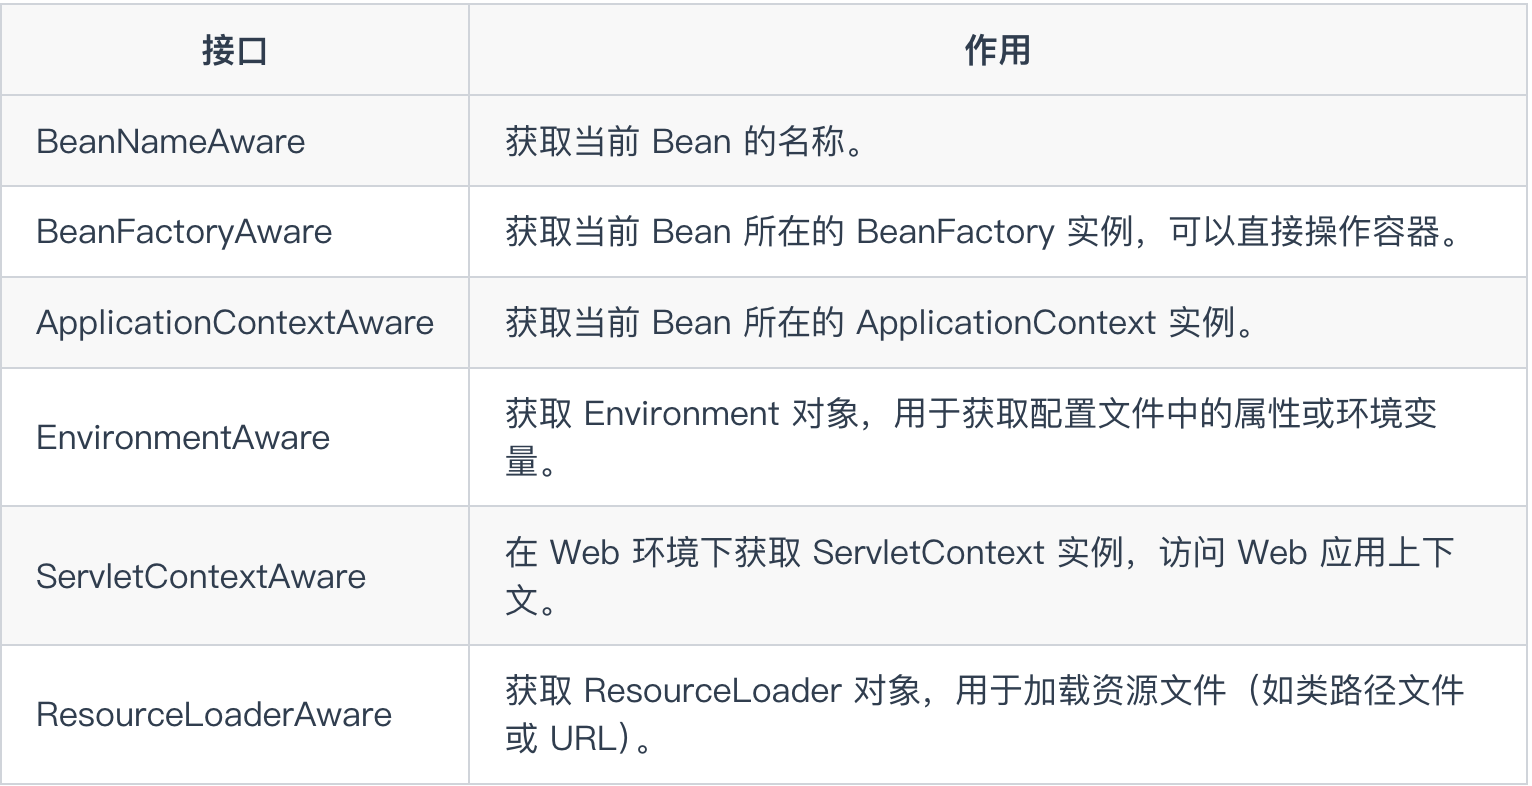 接口
作用
BeanNameAware
获取当前 Bean 的名称。
BeanFactoryAware
获取当前 Bean 所在的 BeanFactory 实例，可以直接操作容器。
ApplicationContextAware
获取当前 Bean 所在的 ApplicationContext 实例。
EnvironmentAware
获取 Environment 对象，用于获取配置文件中的属性或环境变
量。
ServletContextAware
在 Web 环境下获取 ServletContext 实例，访问 Web 应用上下
文。
ResourceLoaderAware
获取 ResourceLoader 对象，用于加载资源文件（如类路径文件
或 URL）。